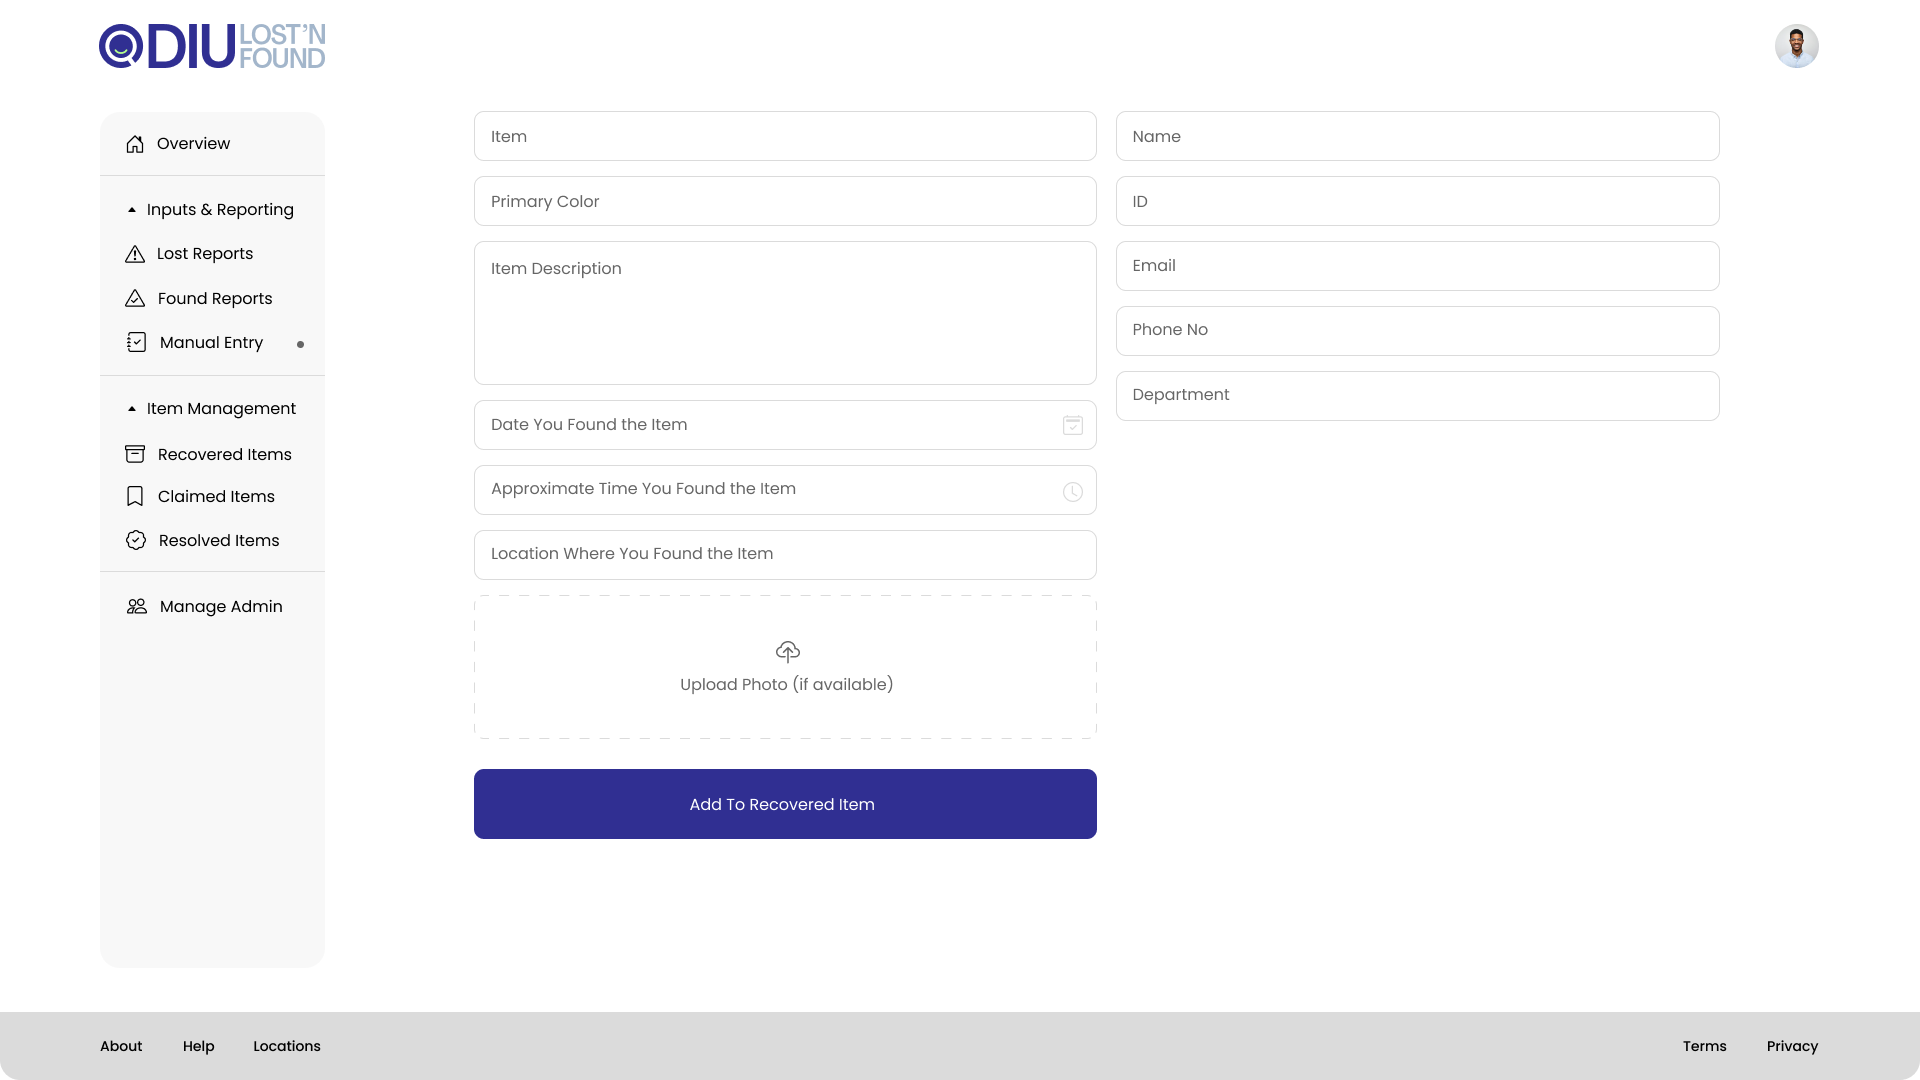 DIU LOST'N
FOUND
Overview
Inputs & Reporting
Lost Reports
Found Reports
Manual Entry
Item Management
Recovered Items
Claimed Items
Resolved Items
Manage Admin
Item
Primary Color
Item Description
Date You Found the Item
Approximate Time You Found the Item
Location Where You Found the Item
Upload Photo (if available)
Add To Recovered Item
Name
ID
Email
Phone No
Department
About
Help
Locations
Terms
Privacy